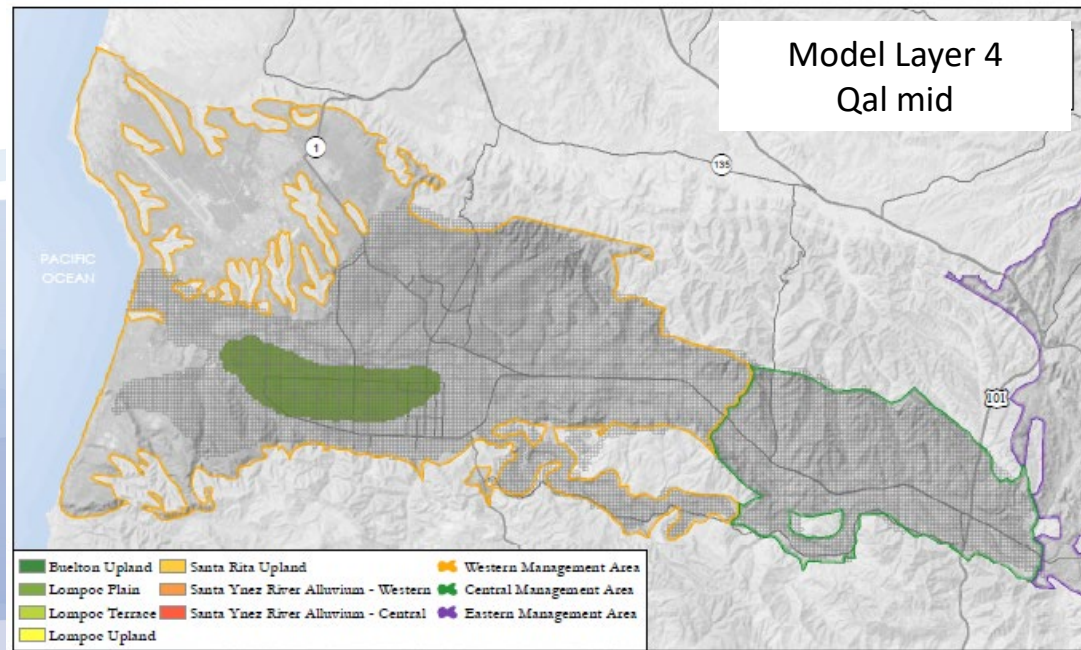 Model Layer 4
Qal mid
1
135
PACIFIC
OCEAN
101
Buelton Upland
Lompoc Plain
Lompoc Terrace
Lompoc Upland
Santa Rita Upland
Santa Ynez River Alluvium - Western
Santa Ynez River Alluvium - Central
Western Management Area
Central Management Area
Eastern Management Area